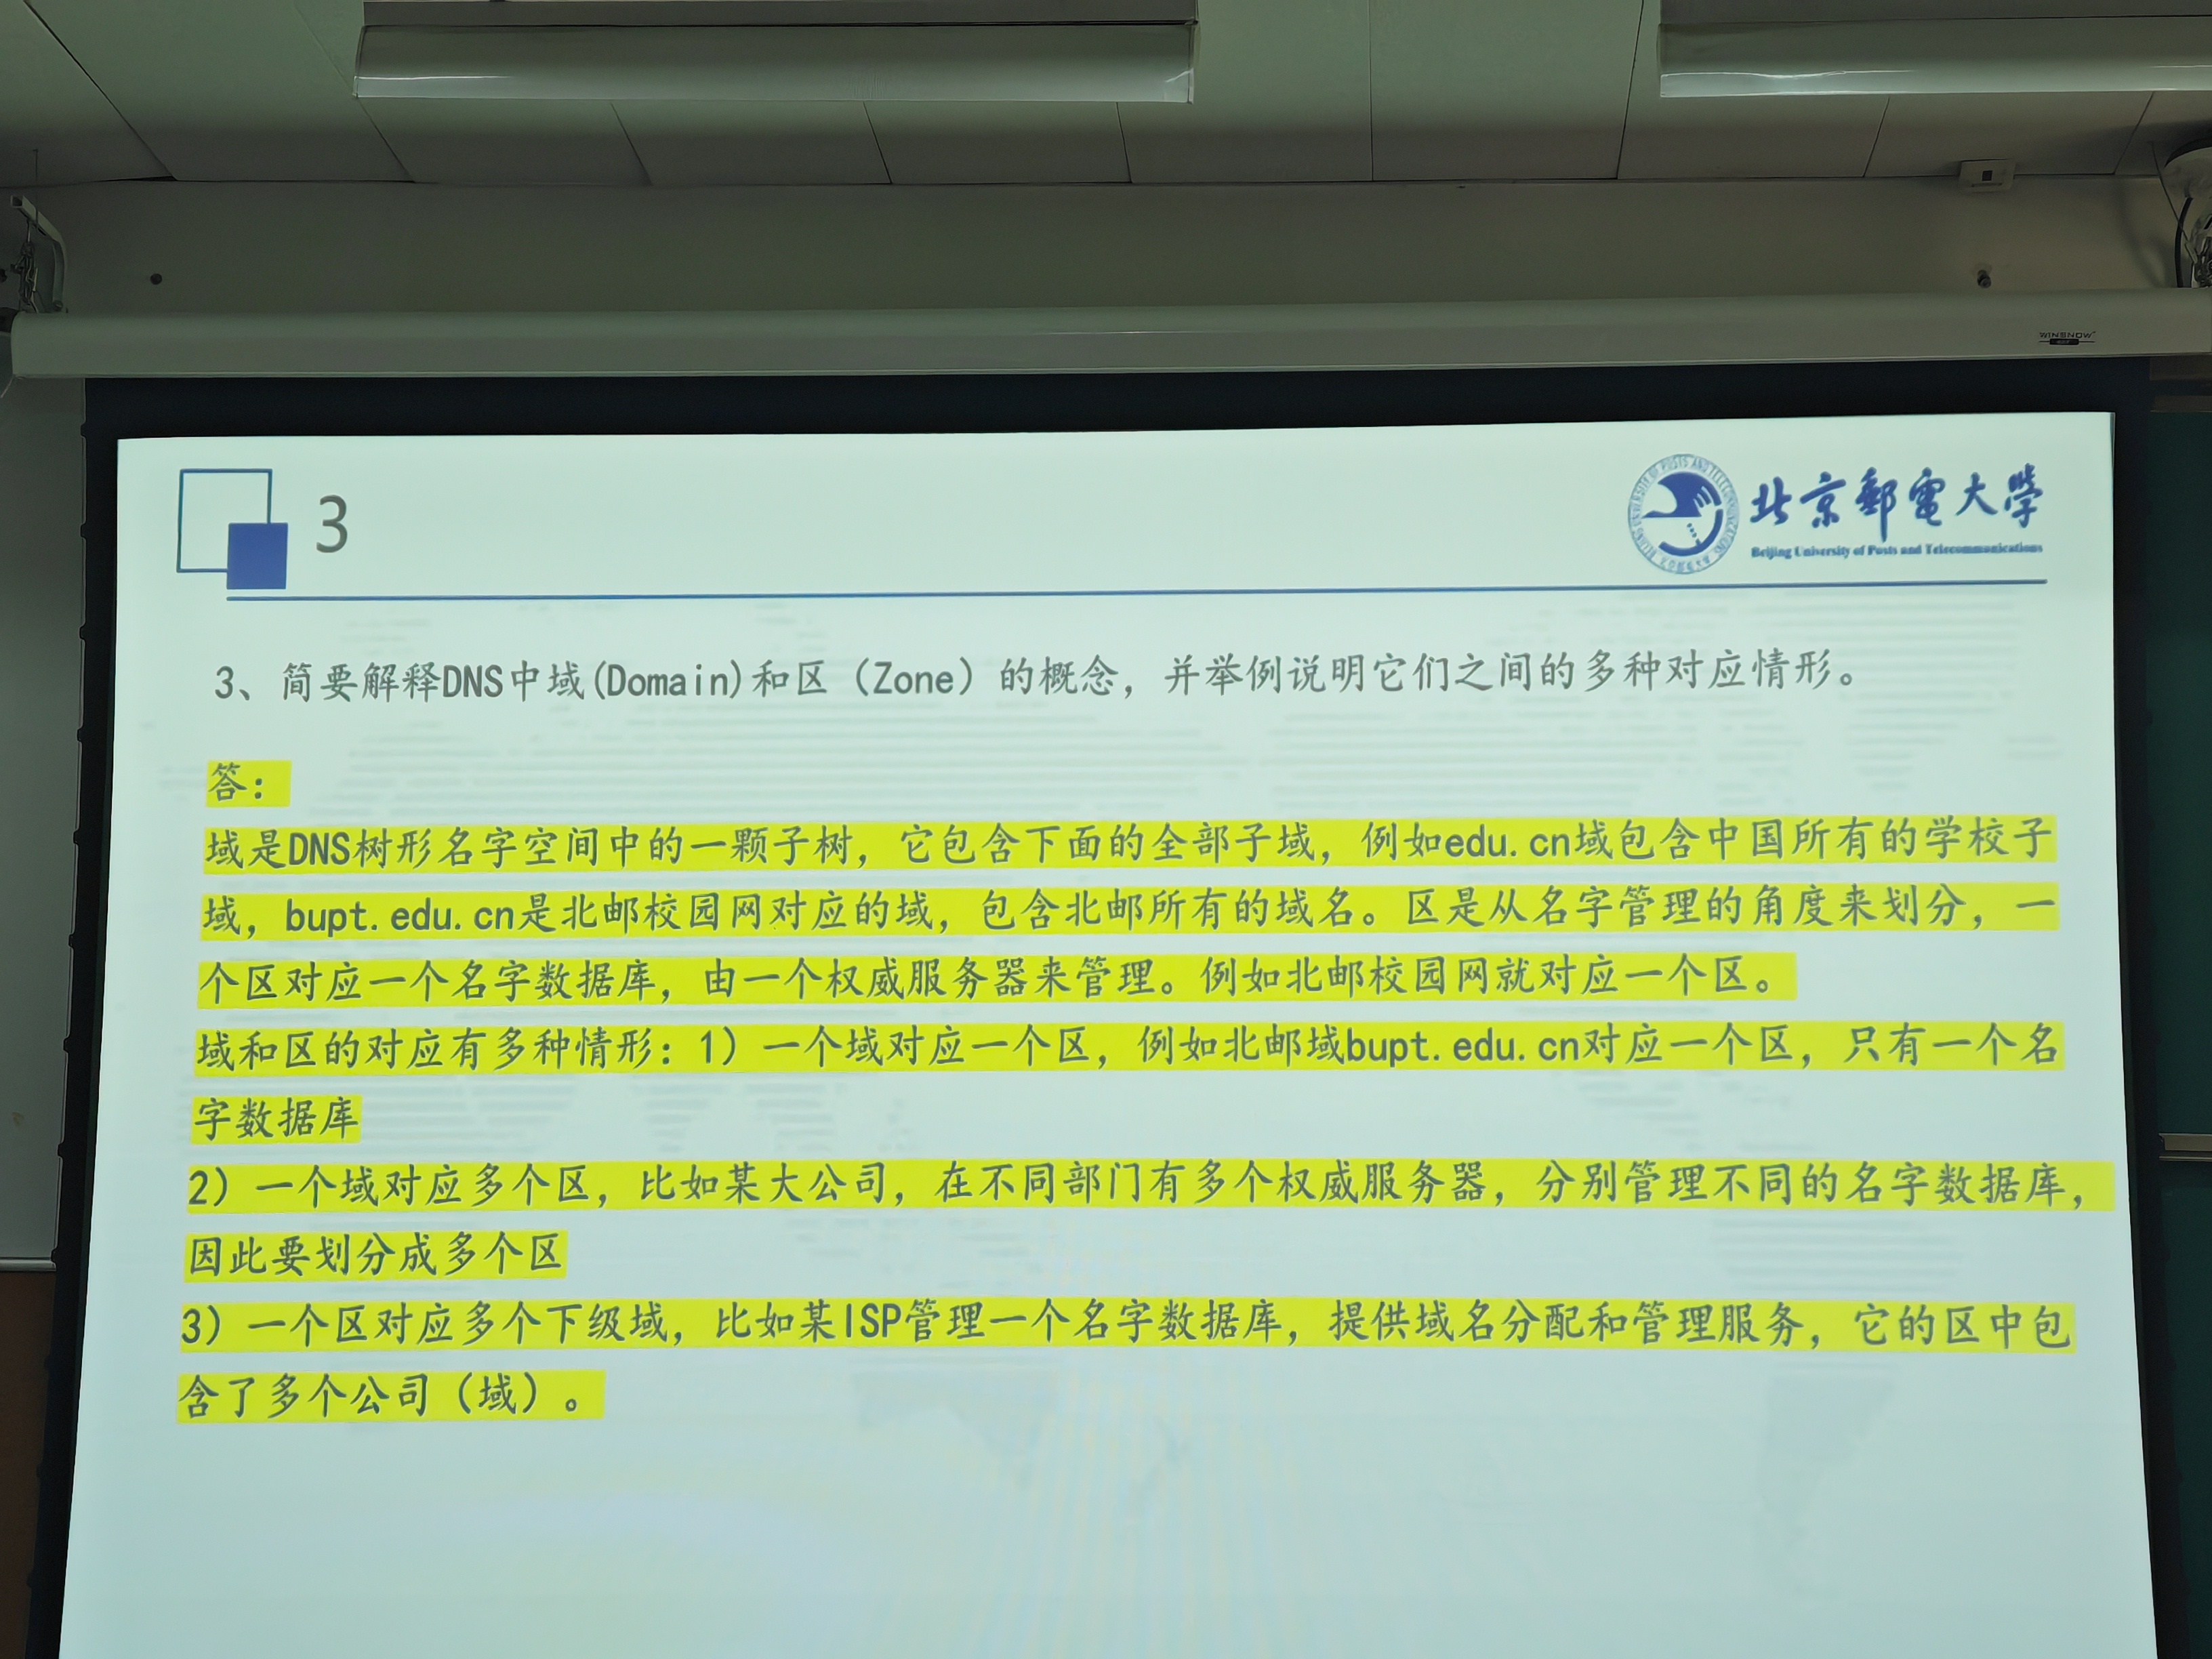 WINSNOW
3
北京郵電大學
Beijing University of Posts and Telecommunications
3、简要解释DNS中域(Domain)和区（Zone）的概念，并举例说明它们之间的多种对应情形。
答：
域是DNS树形名字空间中的一颗子树，它包含下面的全部子域，例如edu.cn域包含中国所有的学校子
域，bupt.edu.cn是北邮校园网对应的域，包含北邮所有的域名。区是从名字管理的角度来划分，一
个区对应一个名字数据库，由一个权威服务器来管理。例如北邮校园网就对应一个区。
域和区的对应有多种情形：1）一个域对应一个区，例如北邮域bupt.edu.cn对应一个区，只有一个名
字数据库
2）一个域对应多个区，比如某大公司，在不同部门有多个权威服务器，分别管理不同的名字数据库，
因此要划分成多个区
3）一个区对应多个下级域，比如某ISP管理一个名字数据库，提供域名分配和管理服务，它的区中包
含了多个公司（域）。